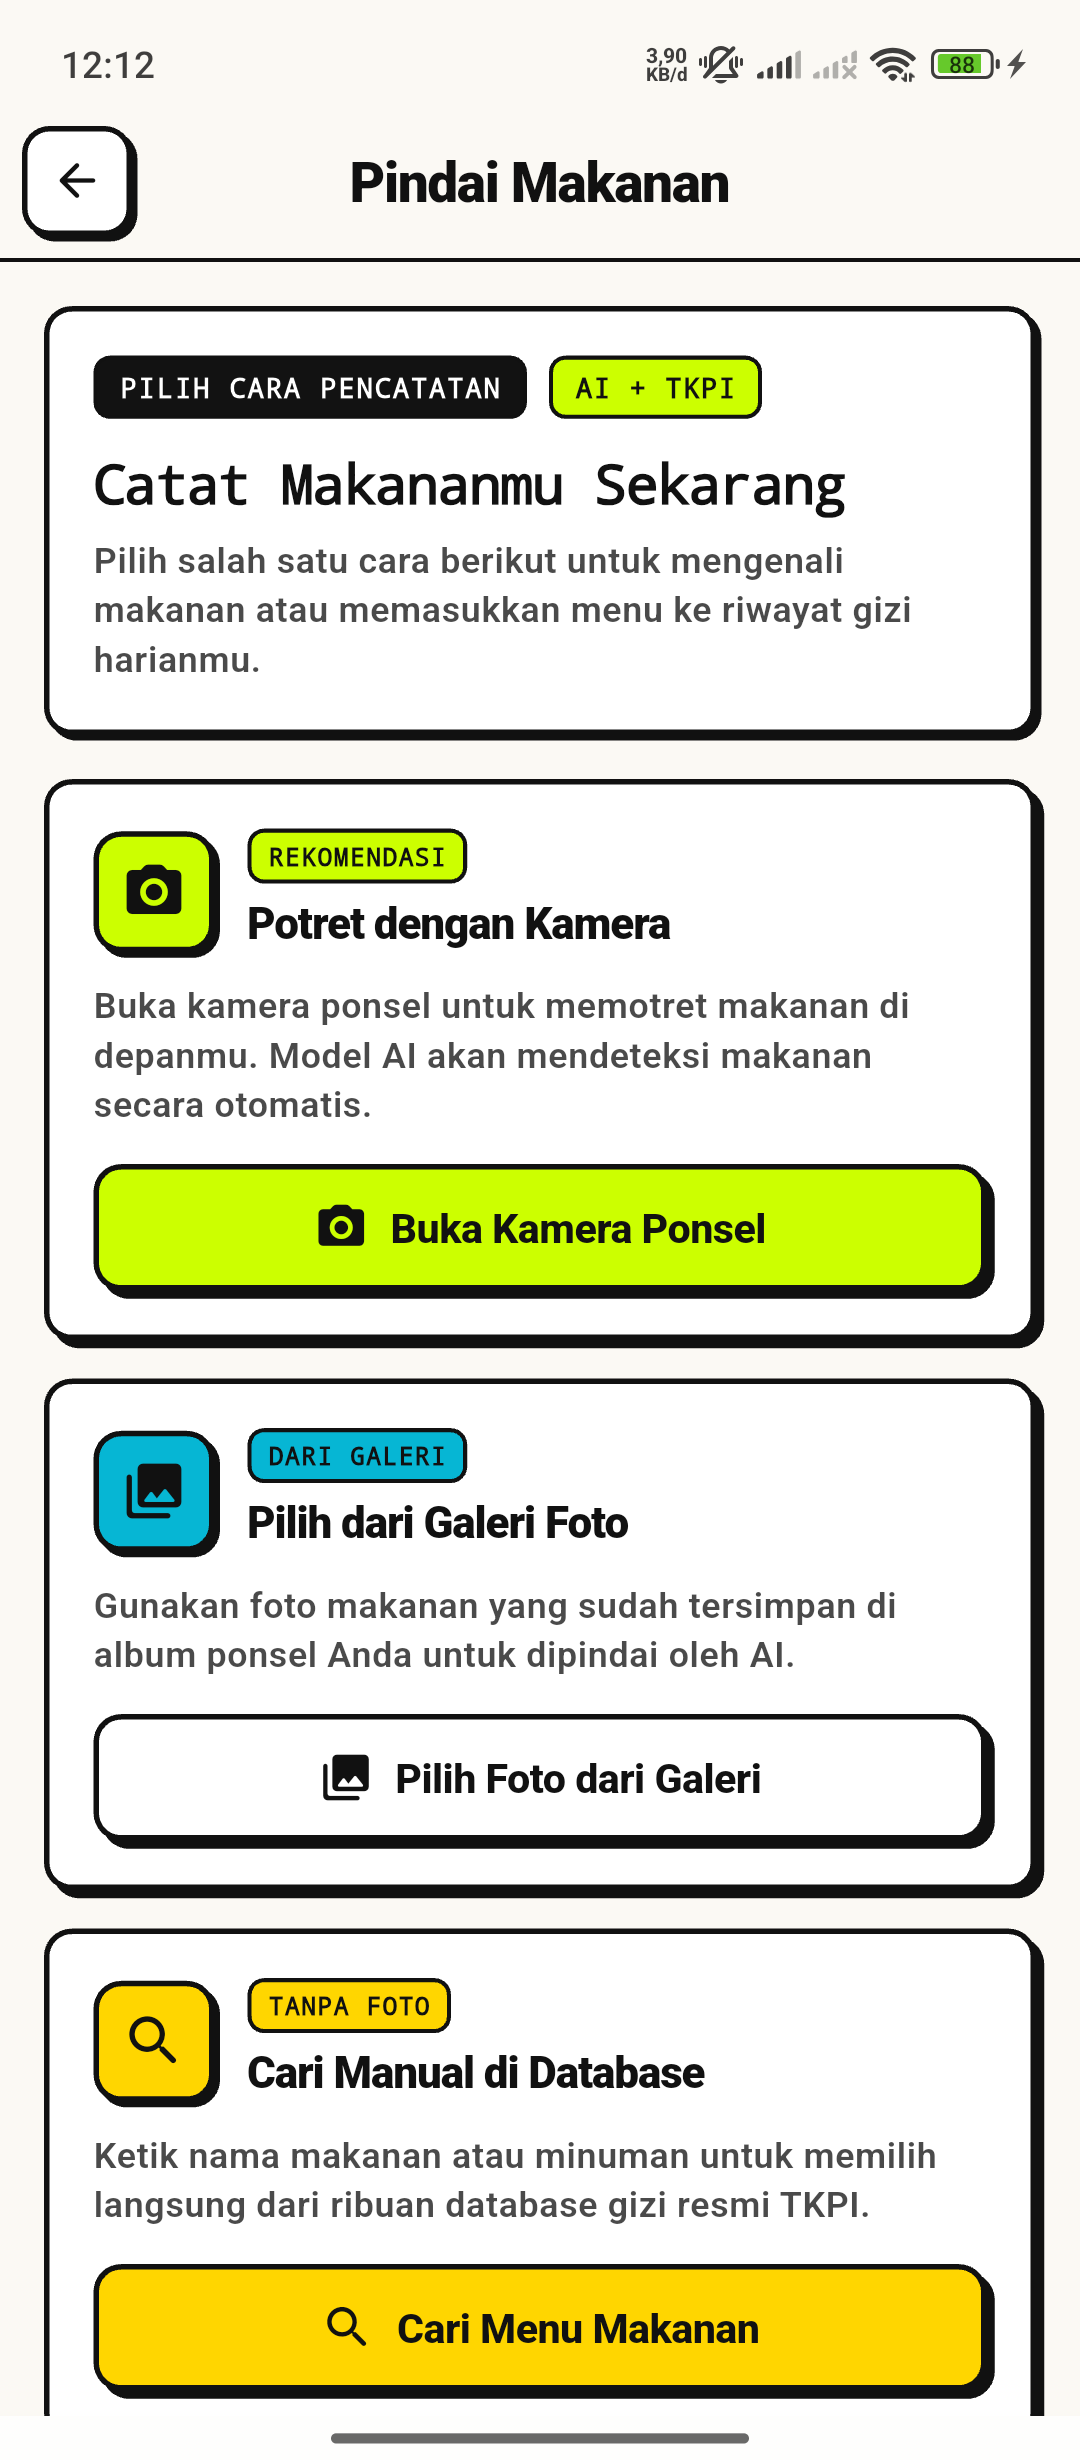 12:12
3,90
KB/d
88
Pindai Makanan
PILIH CARA PENCATATAN
AI + TKPI
Catat Makananmu Sekarang
Pilih salah satu cara berikut untuk mengenali
makanan atau memasukkan menu ke riwayat gizi
harianmu.
REKOMENDASI
Potret dengan Kamera
Buka kamera ponsel untuk memotret makanan di
depanmu. Model AI akan mendeteksi makanan
secara otomatis.
Buka Kamera Ponsel
DARI GALERI
Pilih dari Galeri Foto
Gunakan foto makanan yang sudah tersimpan di
album ponsel Anda untuk dipindai oleh AI.
Pilih Foto dari Galeri
TANPA FOTO
Cari Manual di Database
Ketik nama makanan atau minuman untuk memilih
langsung dari ribuan database gizi resmi TKPI.
Cari Menu Makanan